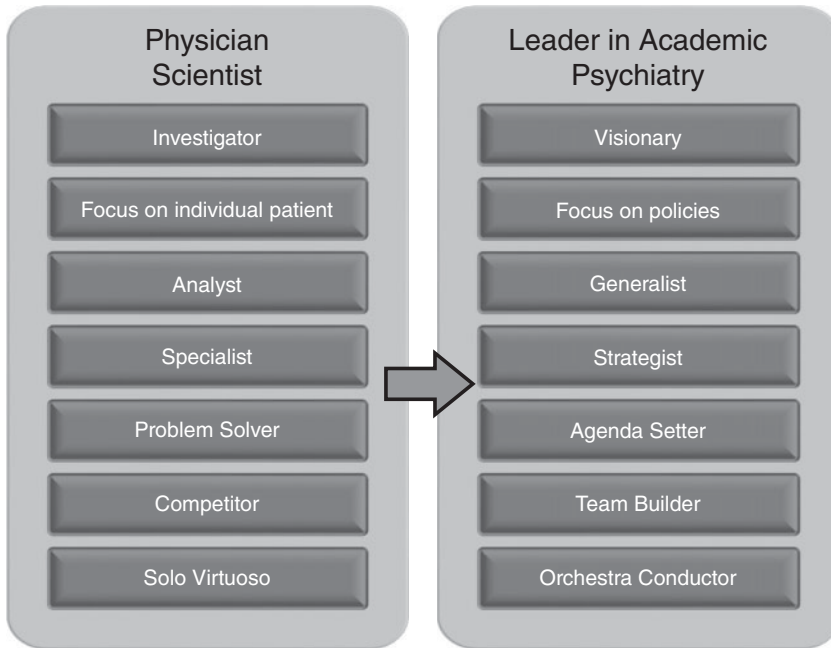 Physician
Scientist
Investigator
Focus on individual patient
Analyst
Specialist
Problem Solver
Competitor
Solo Virtuoso
Leader in Academic
Psychiatry
Visionary
Focus on policies
Generalist
Strategist
Agenda Setter
Team Builder
Orchestra Conductor